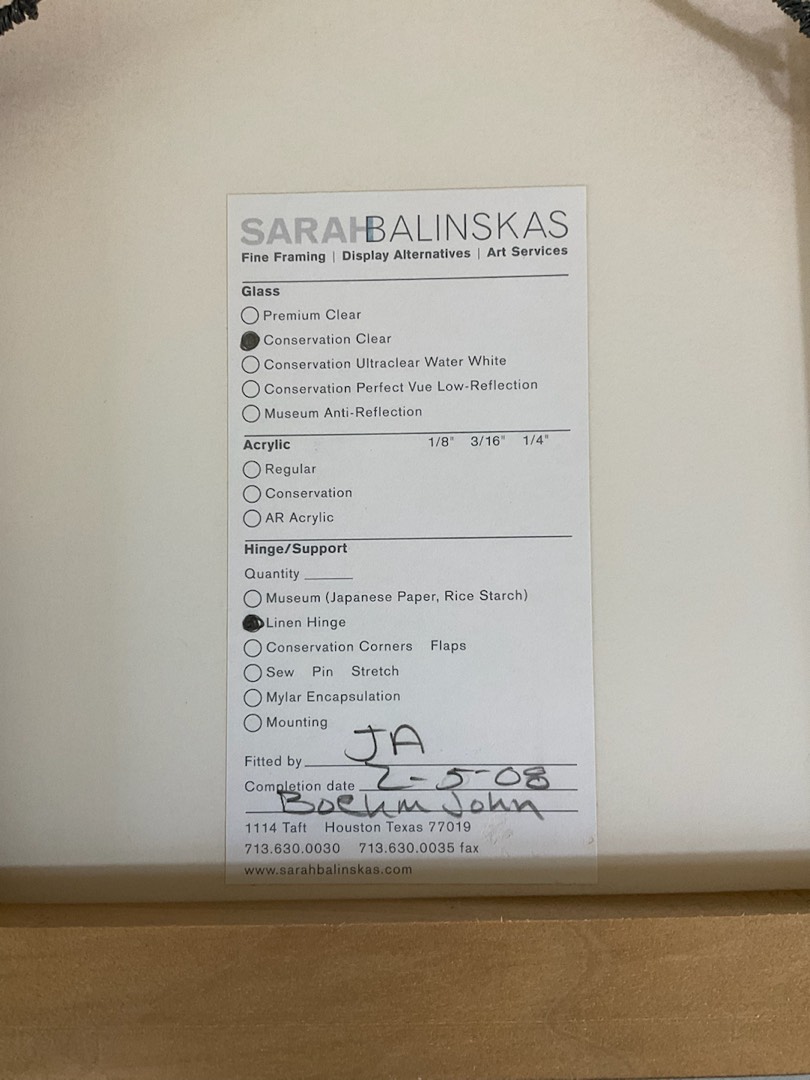 SARAHBALINSKAS
Fine Framing | Display Alternatives | Art Services
Glass
Premium Clear
Conservation Clear
Conservation Ultraclear Water White
Conservation Perfect Vue Low-Reflection
Museum Anti-Reflection
Acrylic 1/8" 3/16" 1/4"
Regular
Conservation
AR Acrylic
Hinge/Support
Quantity ______
Museum (Japanese Paper, Rice Starch)
Linen Hinge
Conservation Corners Flaps
Sew Pin Stretch
Mylar Encapsulation
Mounting
Fitted by JA
Completion date 2-5-08
Boehm John
1114 Taft Houston Texas 77019
713.630.0030 713.630.0035 fax
www.sarahbalinskas.com